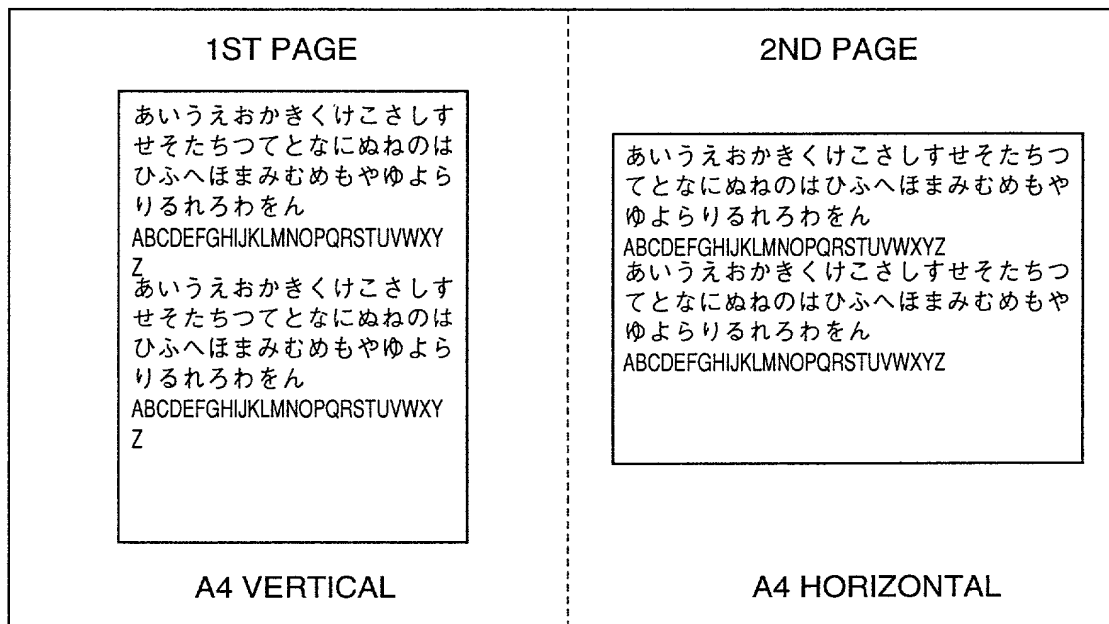 1ST PAGE
あいうえおかきくけこさしす
せそたちつてとなにぬねのは
ひふへほまみむめもやゆよら
りるれろわをん
ABCDEFGHIJKLMNOPQRSTUVWXY
Z
あいうえおかきくけこさしす
せそたちつてとなにぬねのは
ひふへほまみむめもやゆよら
りるれろわをん
ABCDEFGHIJKLMNOPQRSTUVWXY
Z
A4 VERTICAL
2ND PAGE
あいうえおかきくけこさしすせそたちつ
てとなにぬねのはひふへほまみむめもや
ゆよらりるれろわをん
ABCDEFGHIJKLMNOPQRSTUVWXYZ
あいうえおかきくけこさしすせそたちつ
てとなにぬねのはひふへほまみむめもや
ゆよらりるれろわをん
ABCDEFGHIJKLMNOPQRSTUVWXYZ
A4 HORIZONTAL